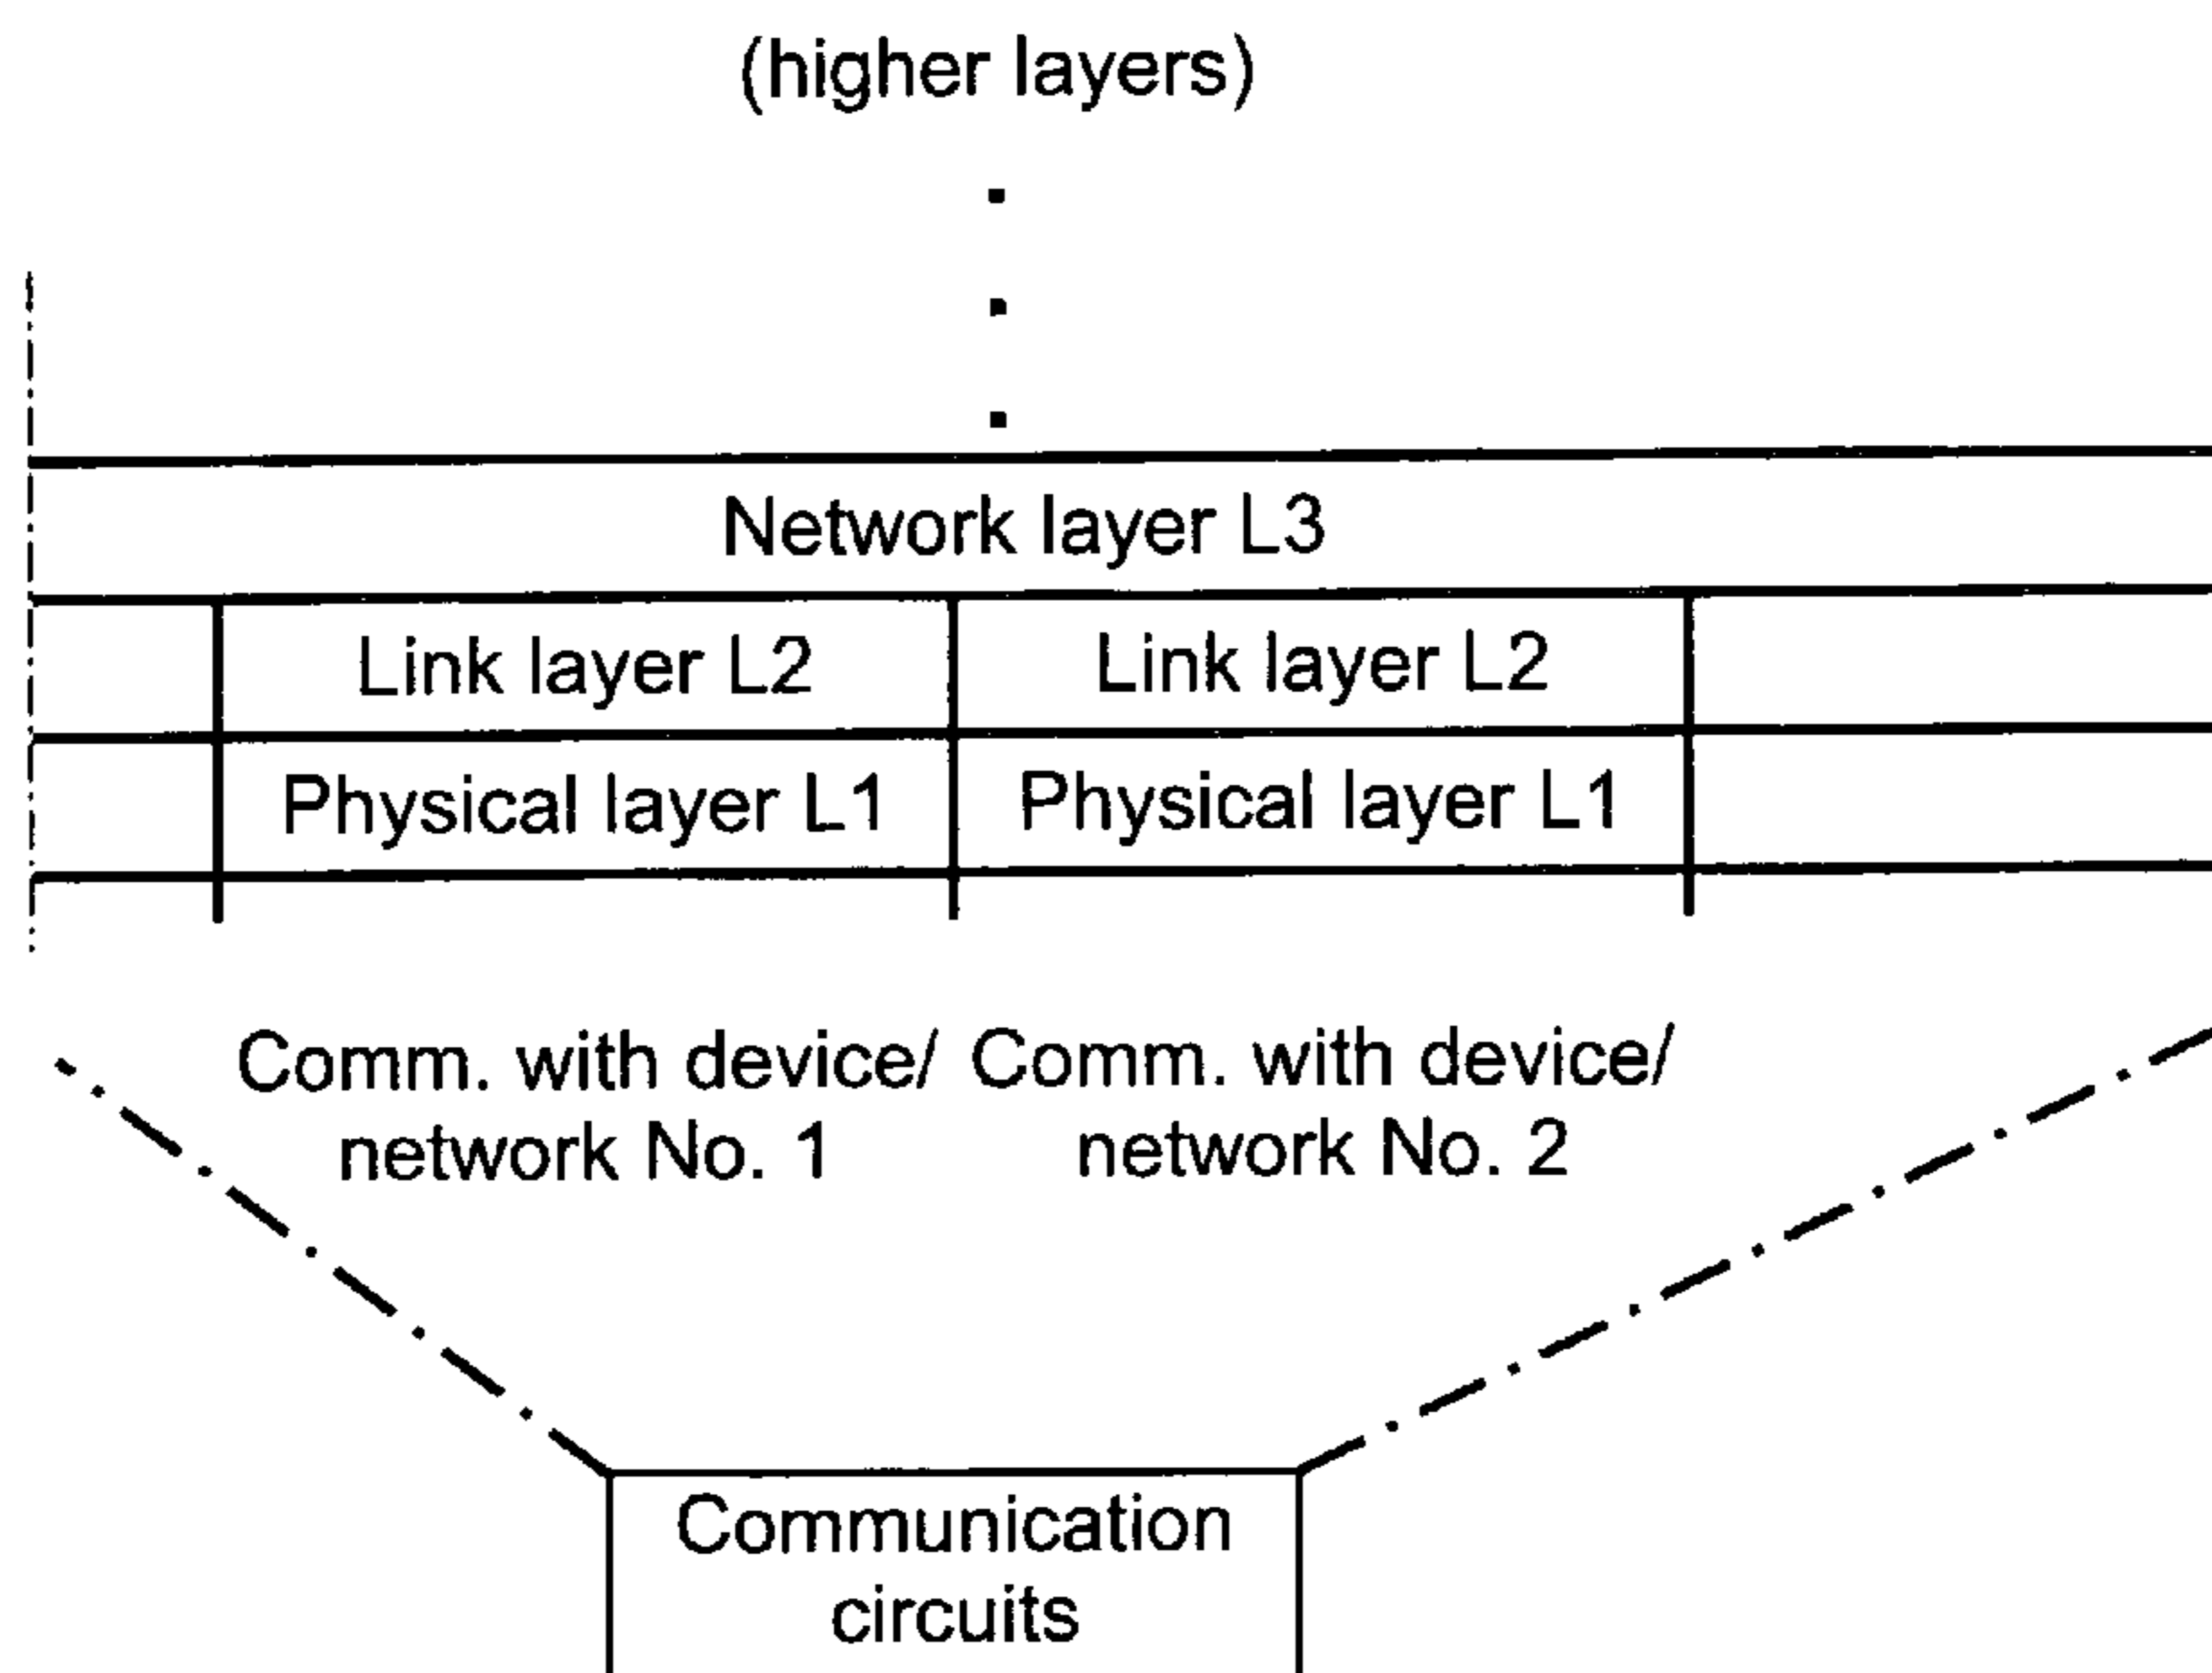 (higher layers)
Network layer L3
Link layer L2 Link layer L2
Physical layer L1 Physical layer L1
Comm. with device/ Comm. with device/
network No. 1 network No. 2
Communication
circuits